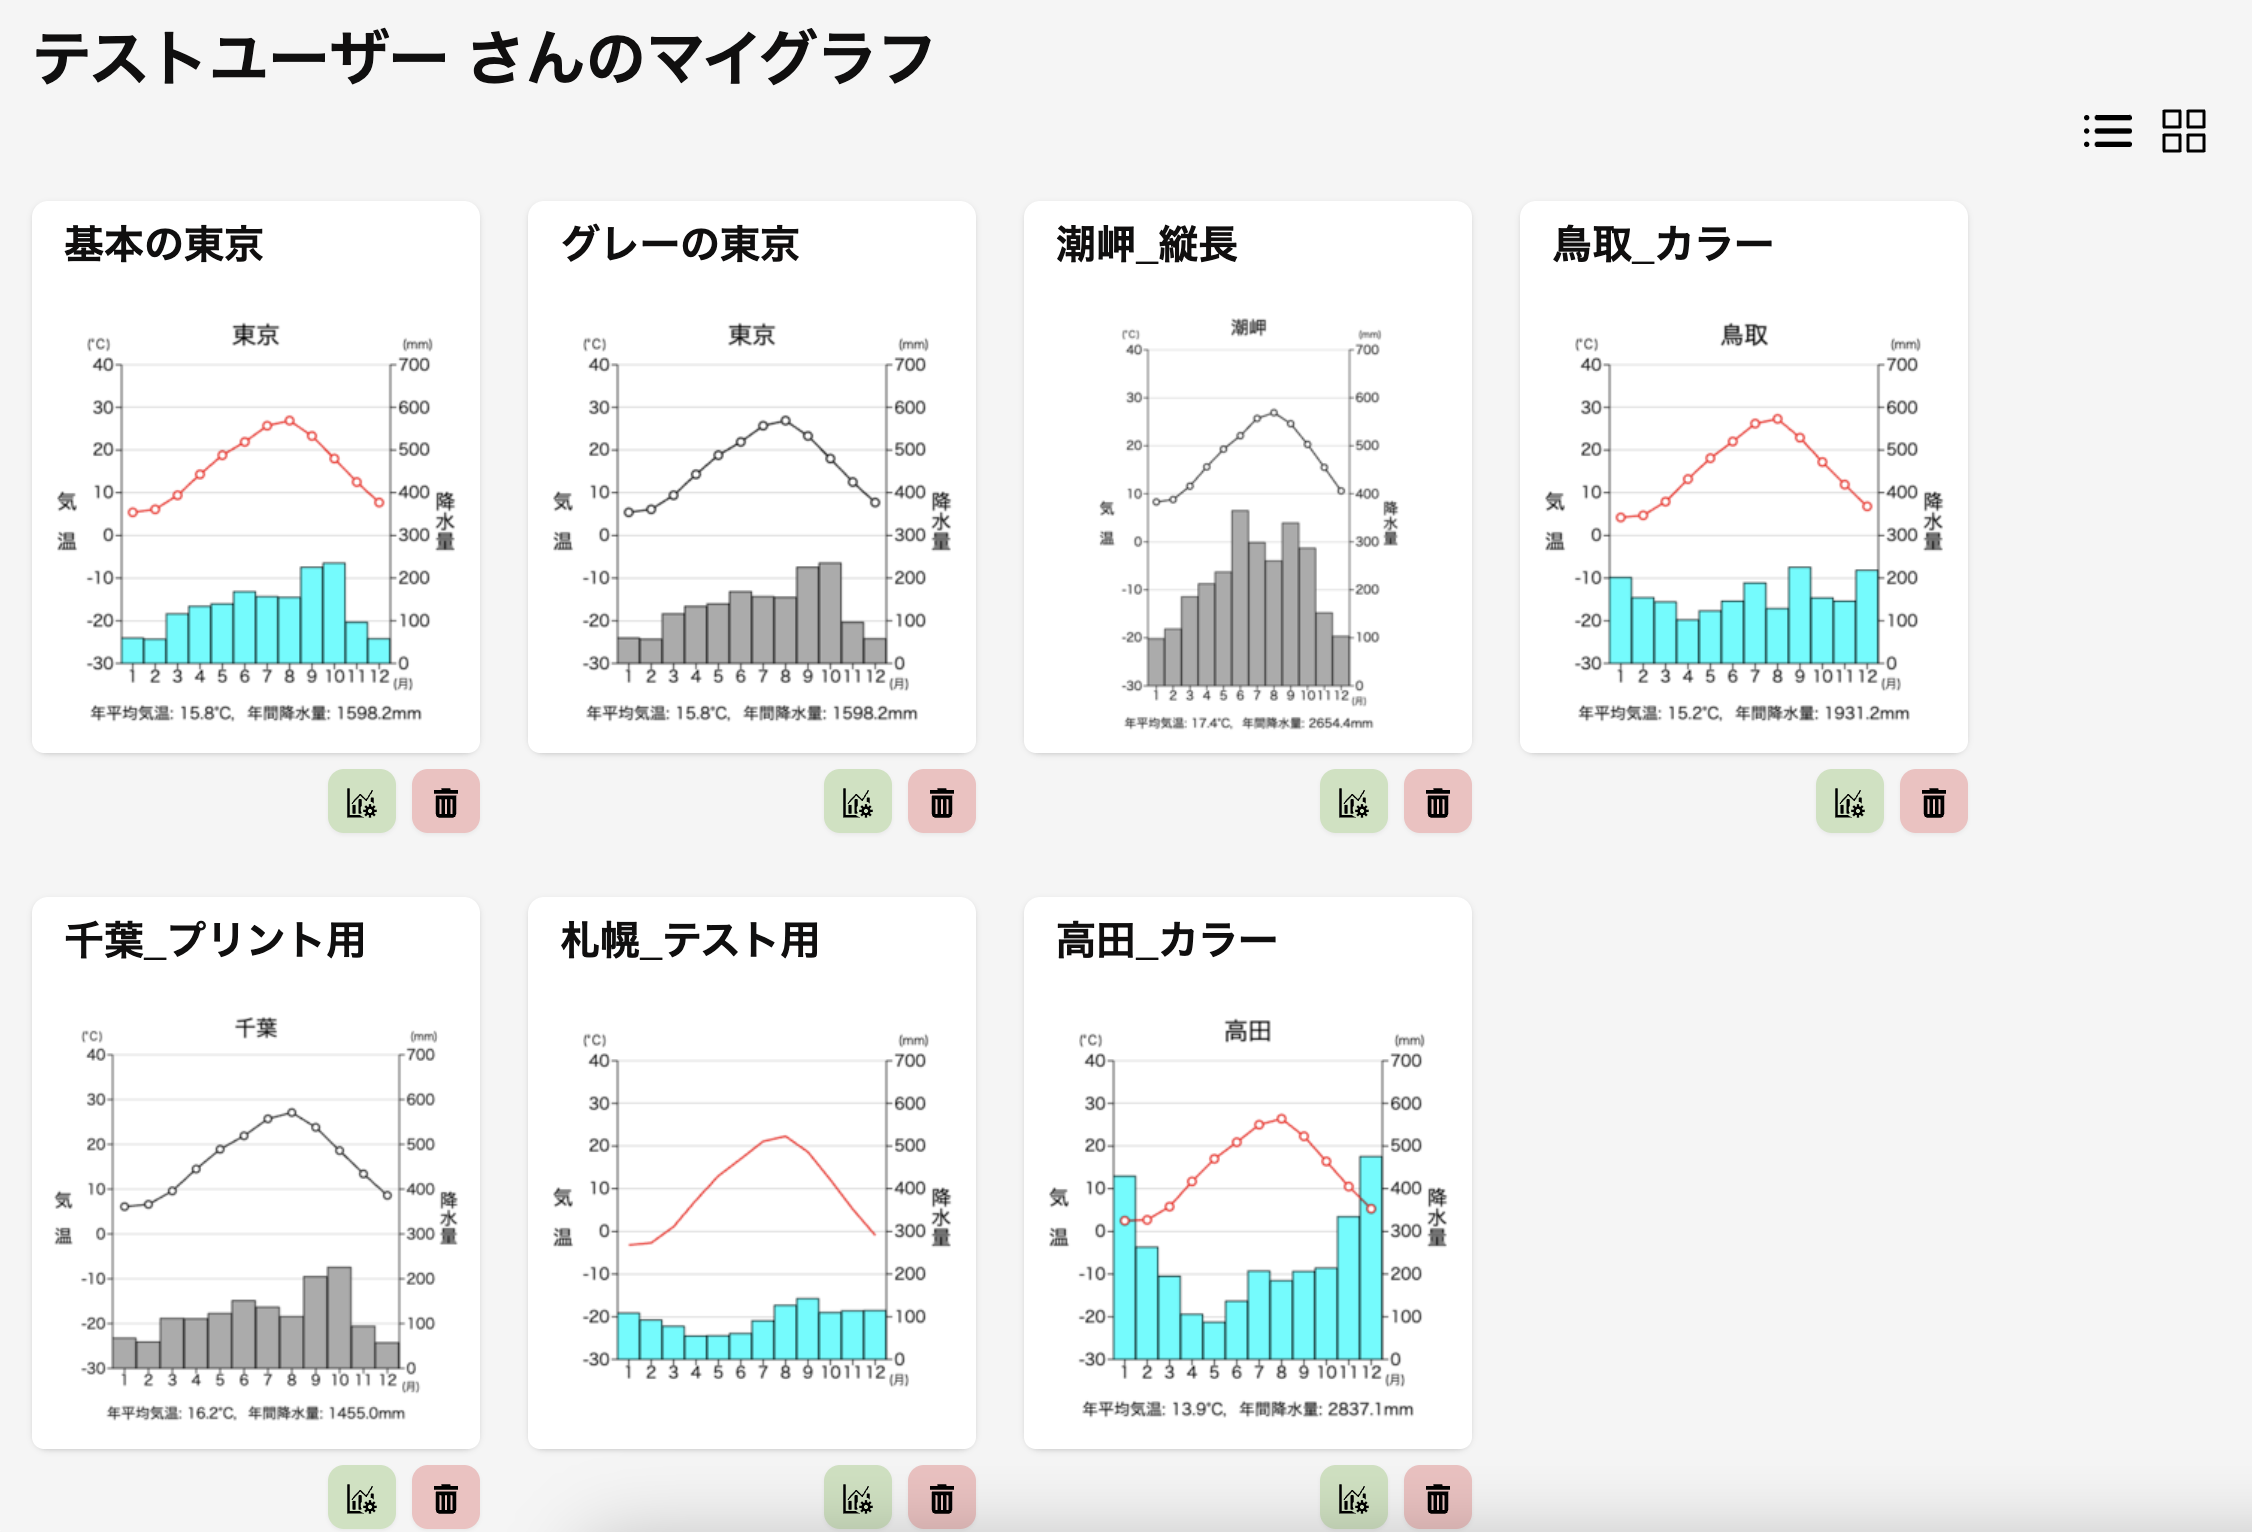 テストユーザー さんのマイグラフ
基本の東京
東京
(℃)
(mm)
40
30
20
10
0
-10
-20
-30
700
600
500
400
300
200
100
0
気温
降水量
1 2 3 4 5 6 7 8 9 10 11 12 (月)
年平均気温: 15.8℃, 年間降水量: 1598.2mm
グレーの東京
東京
(℃)
(mm)
40
30
20
10
0
-10
-20
-30
700
600
500
400
300
200
100
0
気温
降水量
1 2 3 4 5 6 7 8 9 10 11 12 (月)
年平均気温: 15.8℃, 年間降水量: 1598.2mm
潮岬_縦長
潮岬
(℃)
(mm)
40
30
20
10
0
-10
-20
-30
700
600
500
400
300
200
100
0
気温
降水量
1 2 3 4 5 6 7 8 9 10 11 12 (月)
年平均気温: 17.4℃, 年間降水量: 2654.4mm
鳥取_カラー
鳥取
(℃)
(mm)
40
30
20
10
0
-10
-20
-30
700
600
500
400
300
200
100
0
気温
降水量
1 2 3 4 5 6 7 8 9 10 11 12 (月)
年平均気温: 15.2℃, 年間降水量: 1931.2mm
千葉_プリント用
千葉
(℃)
(mm)
40
30
20
10
0
-10
-20
-30
700
600
500
400
300
200
100
0
気温
降水量
1 2 3 4 5 6 7 8 9 10 11 12 (月)
年平均気温: 16.2℃, 年間降水量: 1455.0mm
札幌_テスト用
(℃)
(mm)
40
30
20
10
0
-10
-20
-30
700
600
500
400
300
200
100
0
気温
降水量
1 2 3 4 5 6 7 8 9 10 11 12 (月)
高田_カラー
高田
(℃)
(mm)
40
30
20
10
0
-10
-20
-30
700
600
500
400
300
200
100
0
気温
降水量
1 2 3 4 5 6 7 8 9 10 11 12 (月)
年平均気温: 13.9℃, 年間降水量: 2837.1mm